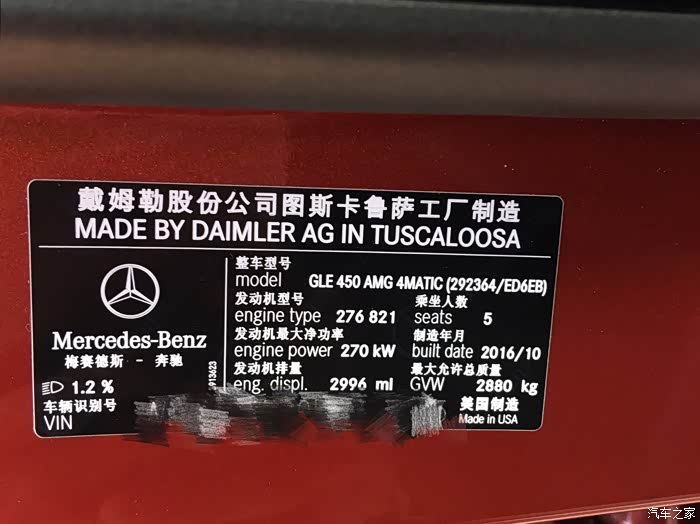 戴姆勒股份公司图斯卡鲁萨工厂制造
MADE BY DAIMLER AG IN TUSCALOOSA
整车型号
model GLE 450 AMG 4MATIC (292364/ED6EB)
发动机型号 乘坐人数
engine type 276 821 seats 5
发动机最大净功率 制造年月
engine power 270 kW built date 2016/10
发动机排量 最大允许总质量
eng. displ. 2996 ml GVW 2880 kg
Mercedes-Benz
梅赛德斯 - 奔驰
1.2 %
车辆识别号
VIN
美国制造
Made in USA
汽车之家